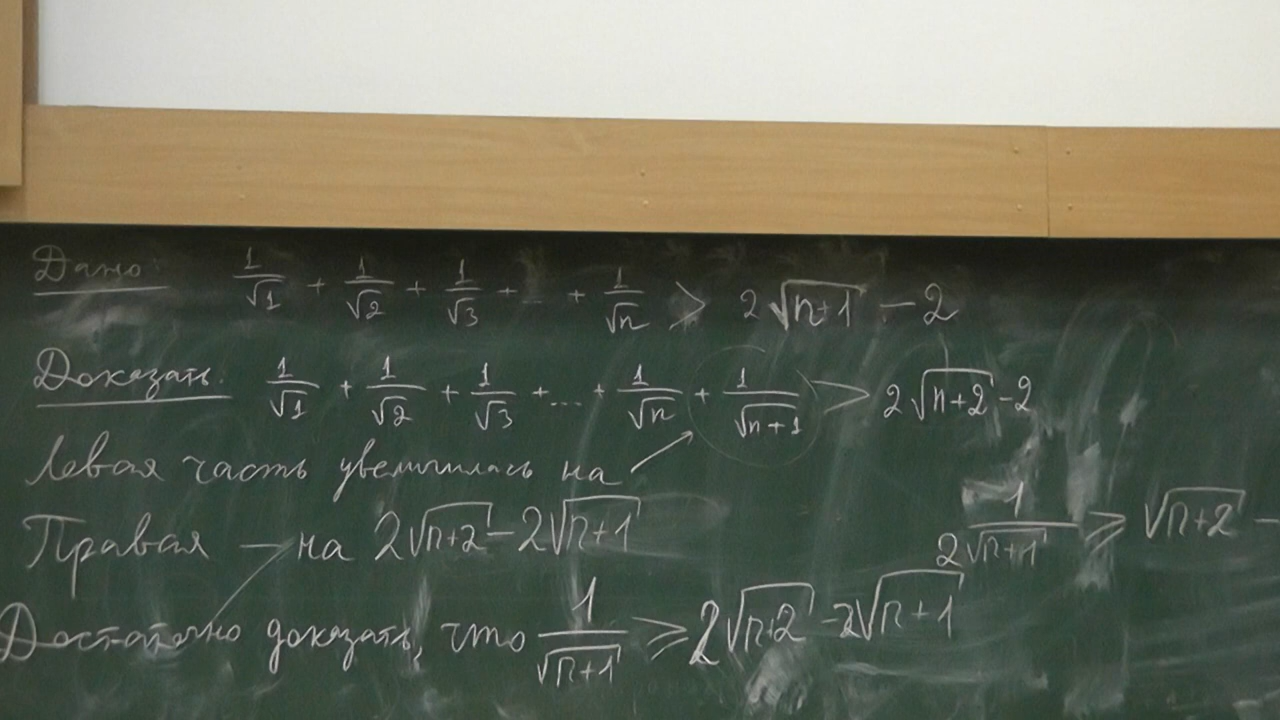 Дано: 1/√1 + 1/√2 + 1/√3 + ... + 1/√n > 2√(n+1) − 2
Доказать: 1/√1 + 1/√2 + 1/√3 + ... + 1/√n + 1/√(n+1) > 2√(n+2) − 2
Левая часть увеличилась на
Правая — на 2√(n+2) − 2√(n+1)
1/(2√(n+1)) ⩾ √(n+2) −
Достаточно доказать, что 1/√(n+1) ⩾ 2√(n+2) − 2√(n+1)